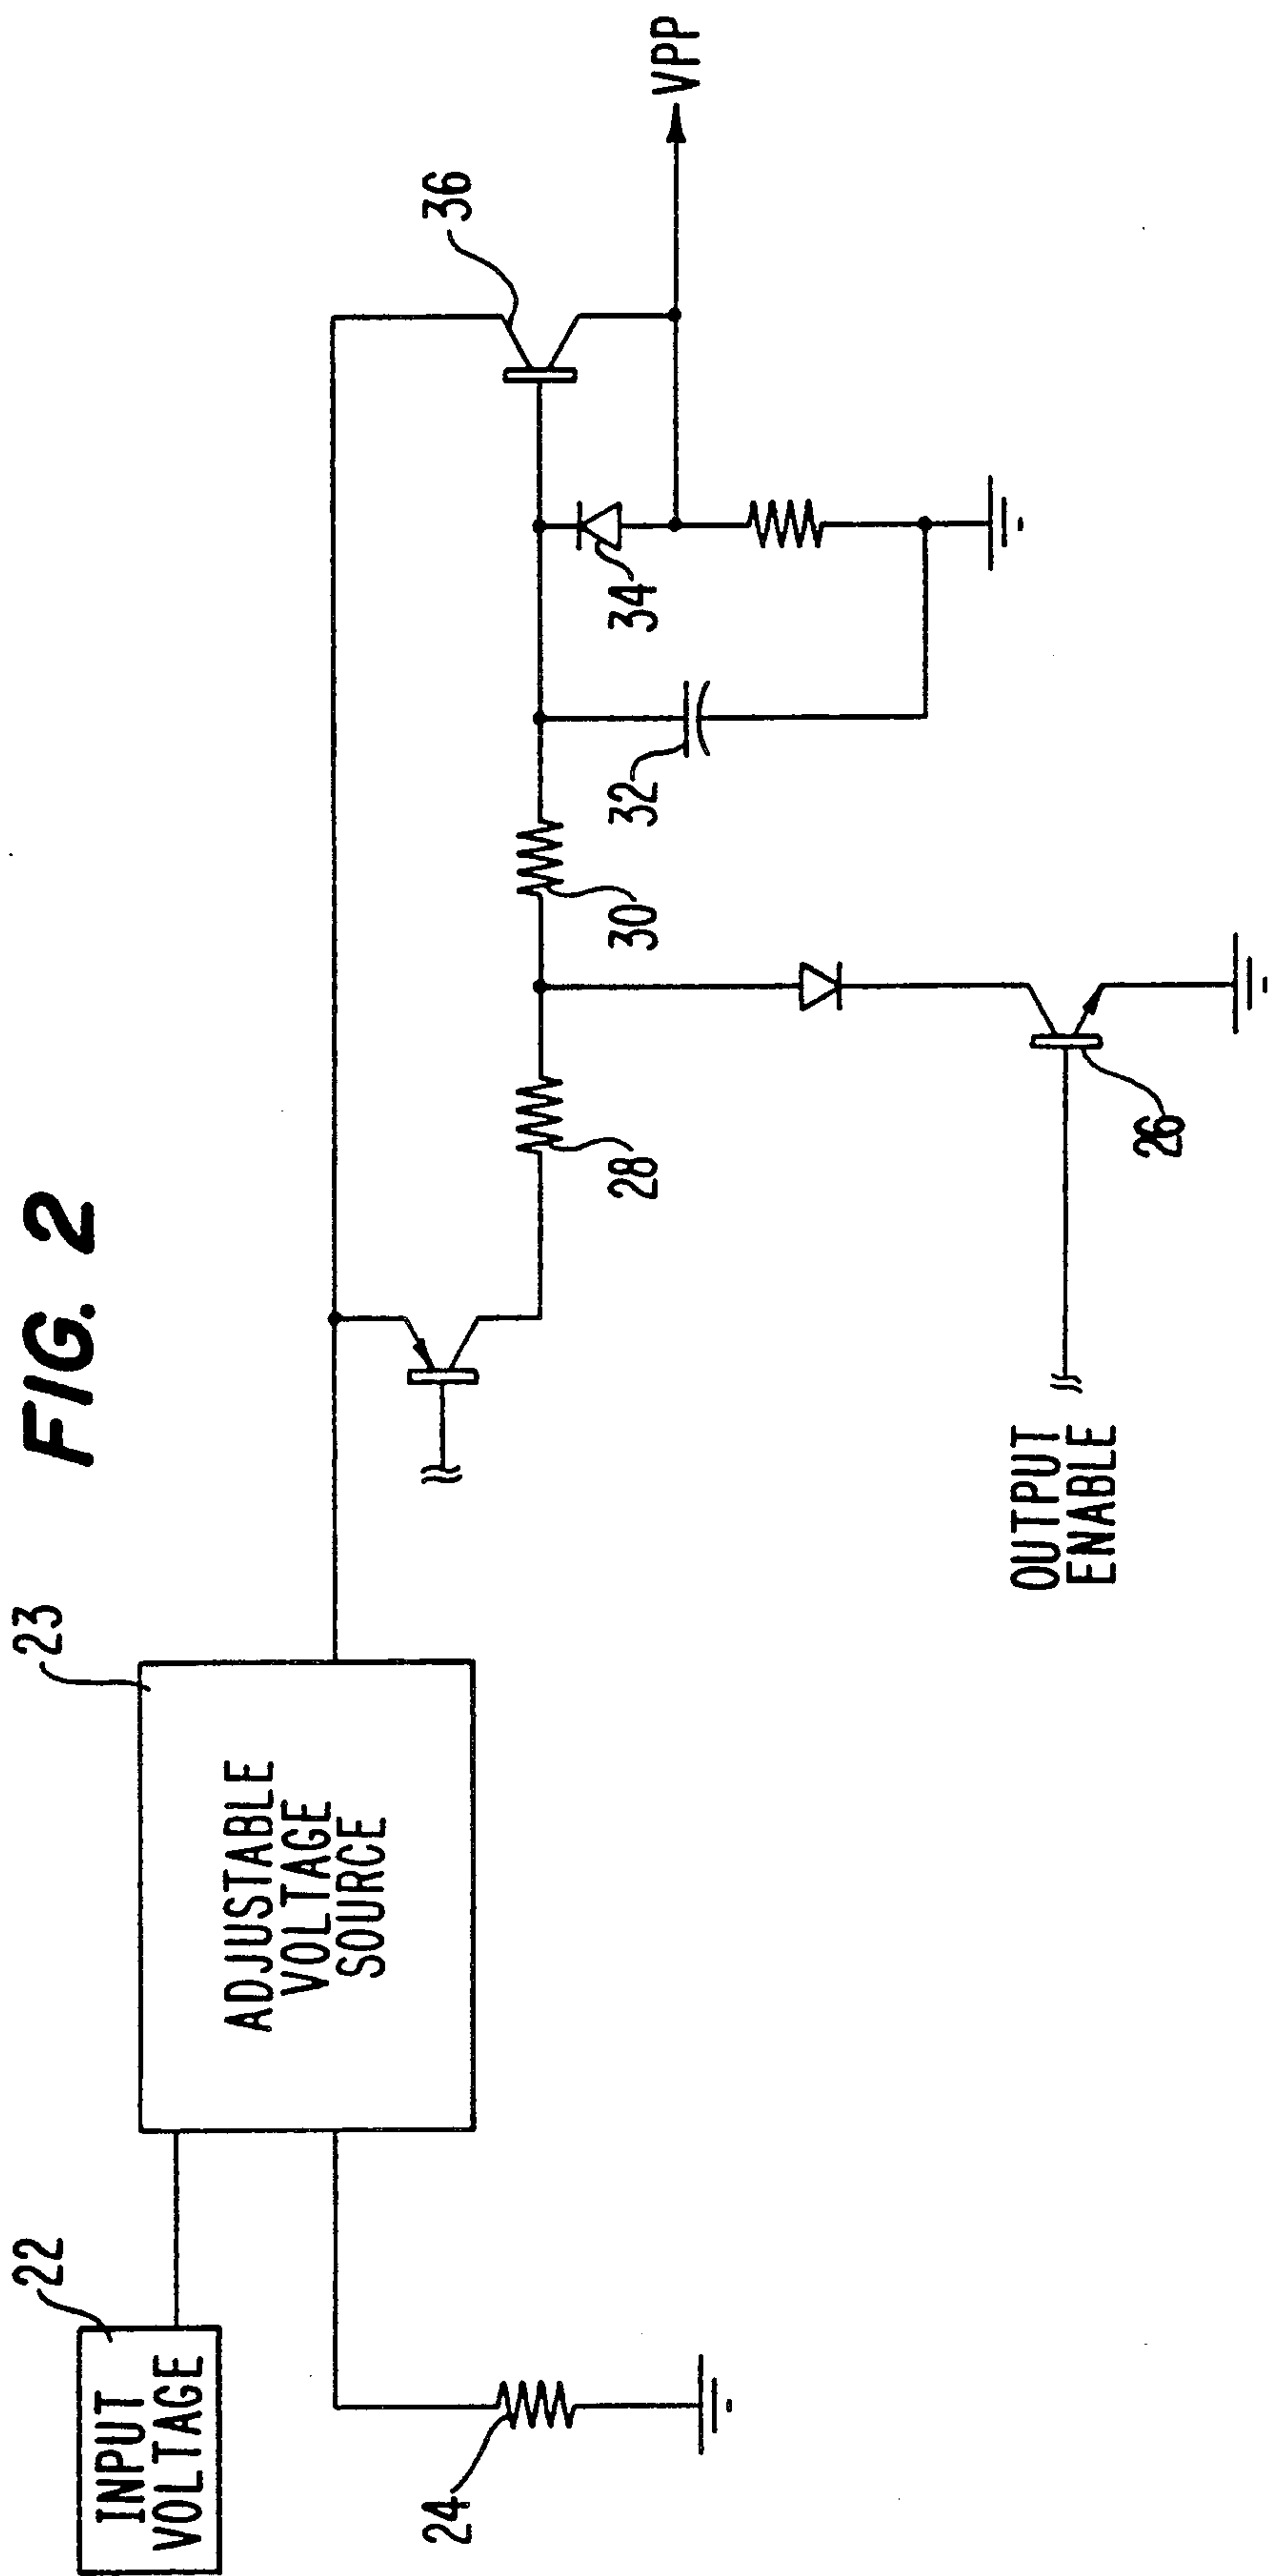 FIG. 2
22
INPUT
VOLTAGE
23
ADJUSTABLE
VOLTAGE
SOURCE
24
36
VPP
28
30
32
34
OUTPUT
ENABLE
26